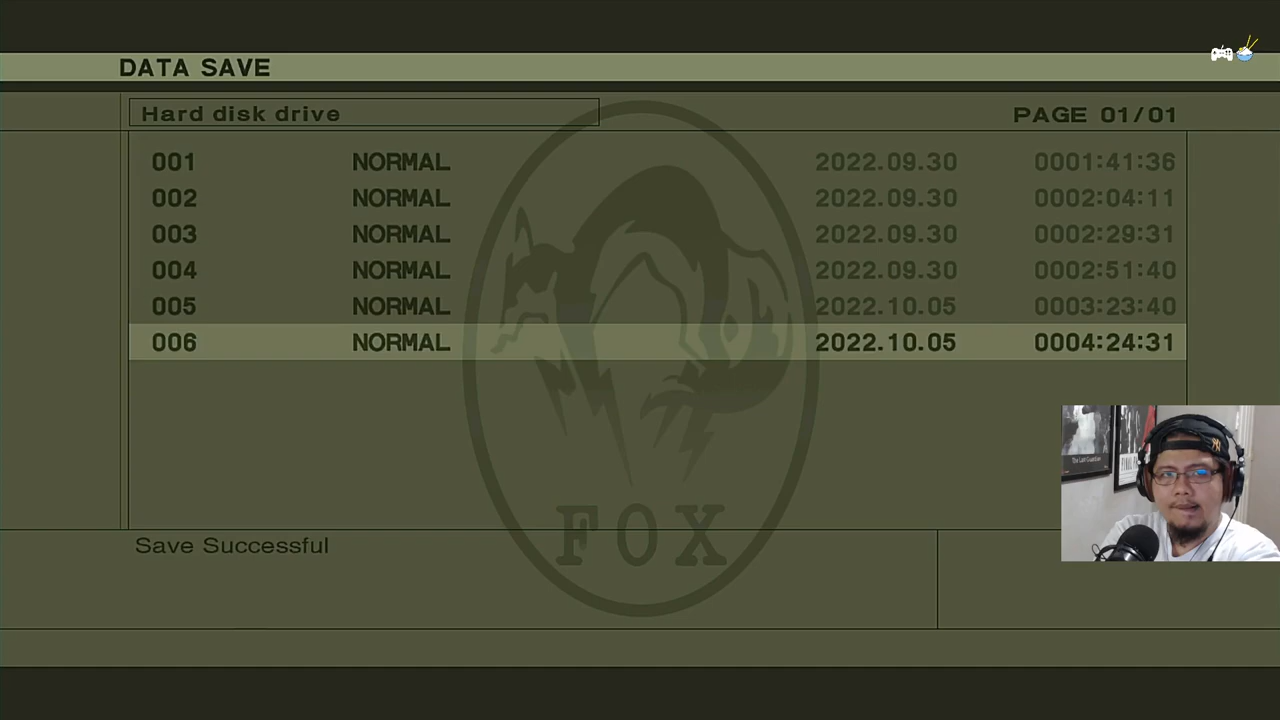 DATA SAVE
Hard disk drive PAGE 01/01
001 NORMAL 2022.09.30 0001:41:36
002 NORMAL 2022.09.30 0002:04:11
003 NORMAL 2022.09.30 0002:29:31
004 NORMAL 2022.09.30 0002:51:40
005 NORMAL 2022.10.05 0003:23:40
006 NORMAL 2022.10.05 0004:24:31
FOX
Save Successful